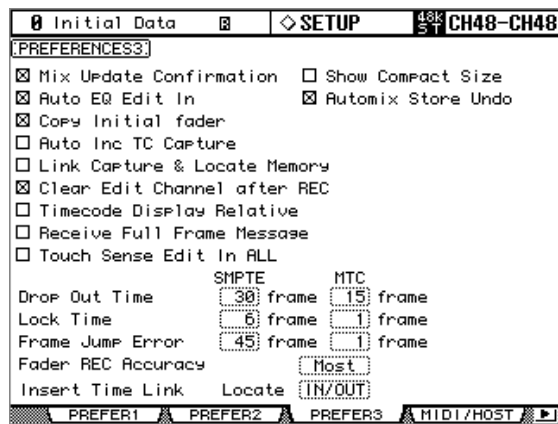 0 Initial Data SETUP 48k ST CH48-CH48
PREFERENCES3
Mix Update Confirmation Show Compact Size
Auto EQ Edit In Automix Store Undo
Copy Initial fader
Auto Inc TC Capture
Link Capture & Locate Memory
Clear Edit Channel after REC
Timecode Display Relative
Receive Full Frame Message
Touch Sense Edit In ALL
SMPTE MTC
Drop Out Time 30 frame 15 frame
Lock Time 6 frame 1 frame
Frame Jump Error 45 frame 1 frame
Fader REC Accuracy Most
Insert Time Link Locate IN/OUT
PREFER1 PREFER2 PREFER3 MIDI/HOST